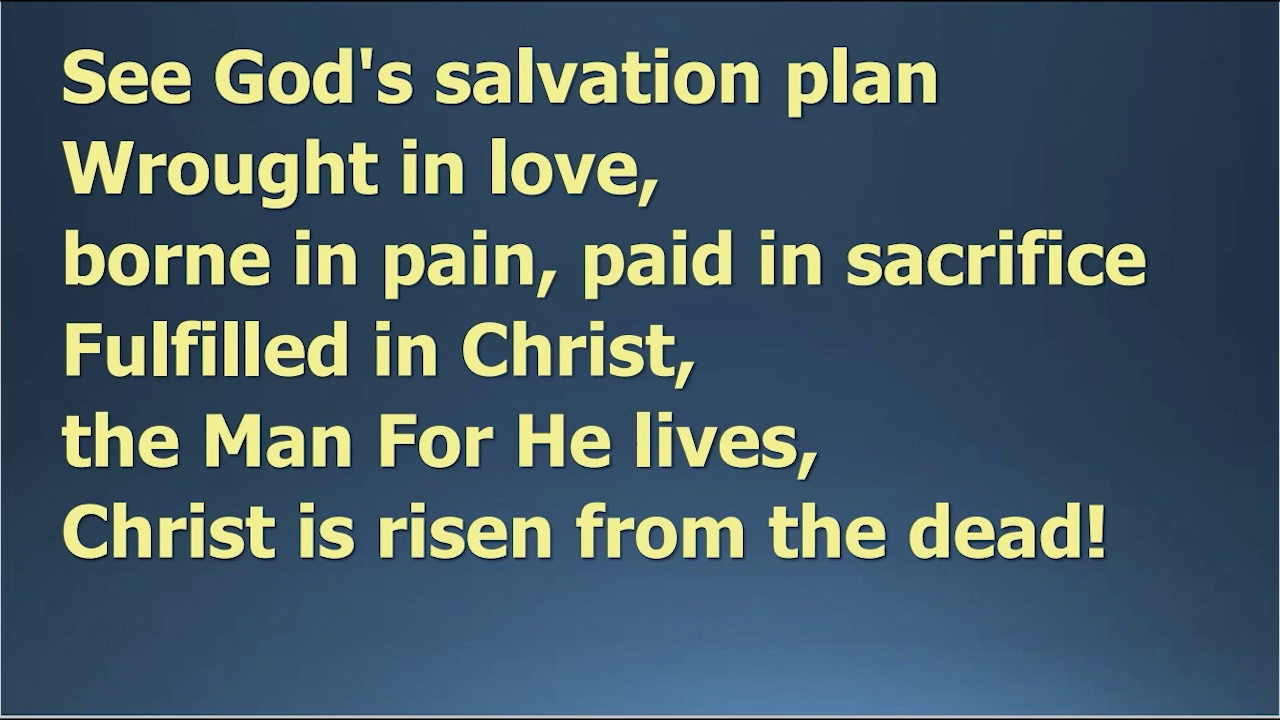 See God's salvation plan
Wrought in love,
borne in pain, paid in sacrifice
Fulfilled in Christ,
the Man For He lives,
Christ is risen from the dead!